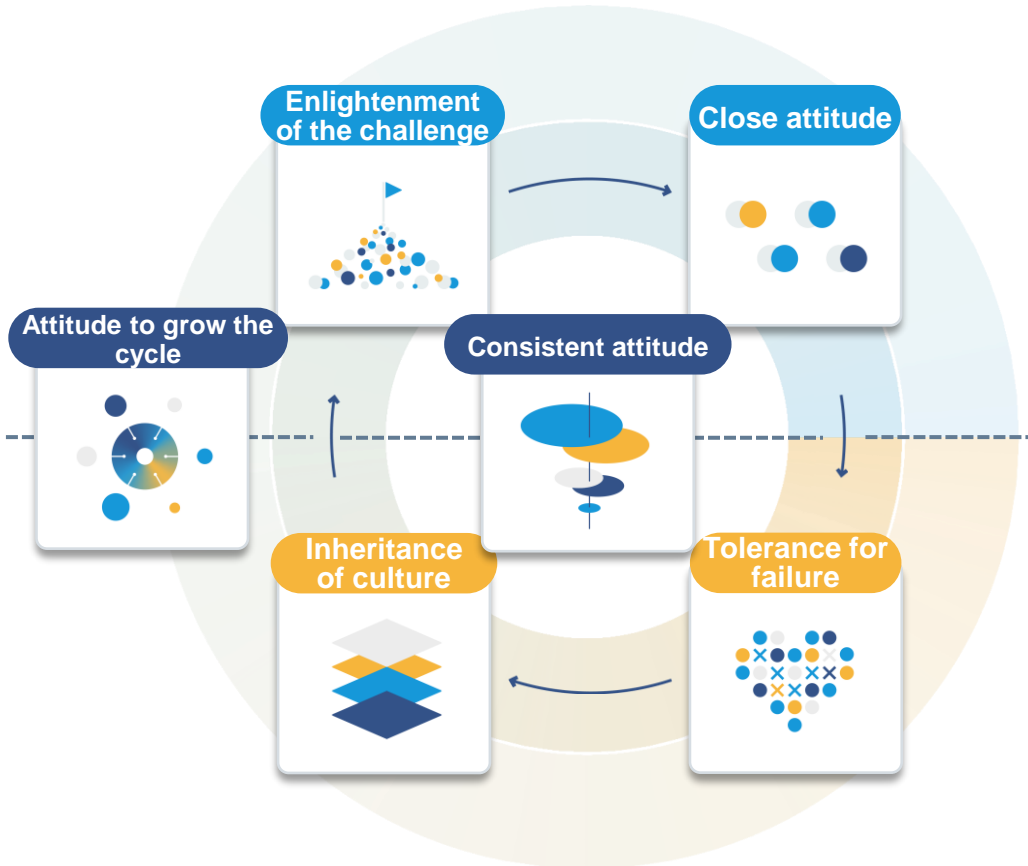 Enlightenment
of the challenge
Close attitude
Attitude to grow the
cycle
Consistent attitude
Inheritance
of culture
Tolerance for
failure